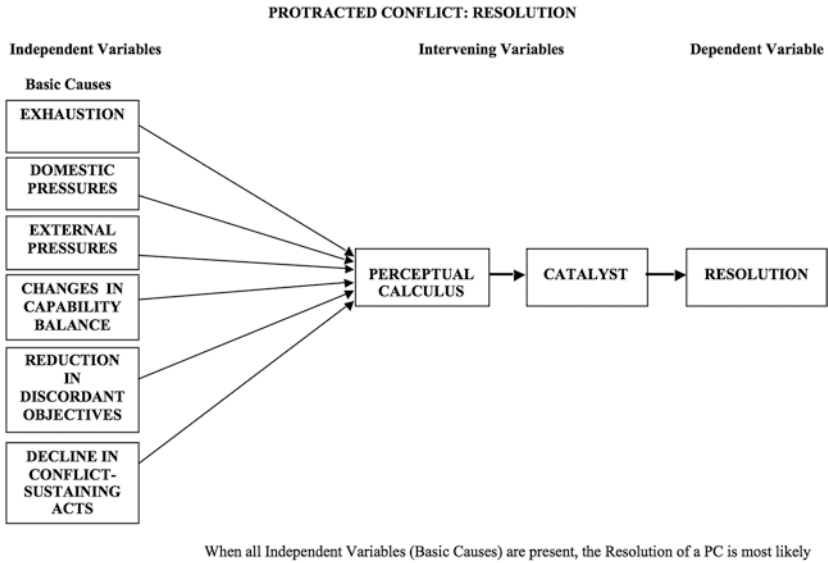 PROTRACTED CONFLICT: RESOLUTION
Independent Variables
Intervening Variables
Dependent Variable
Basic Causes
EXHAUSTION
DOMESTIC
PRESSURES
EXTERNAL
PRESSURES
CHANGES IN
CAPABILITY
BALANCE
REDUCTION
IN
DISCORDANT
OBJECTIVES
DECLINE IN
CONFLICT-
SUSTAINING
ACTS
PERCEPTUAL
CALCULUS
CATALYST
RESOLUTION
When all Independent Variables (Basic Causes) are present, the Resolution of a PC is most likely